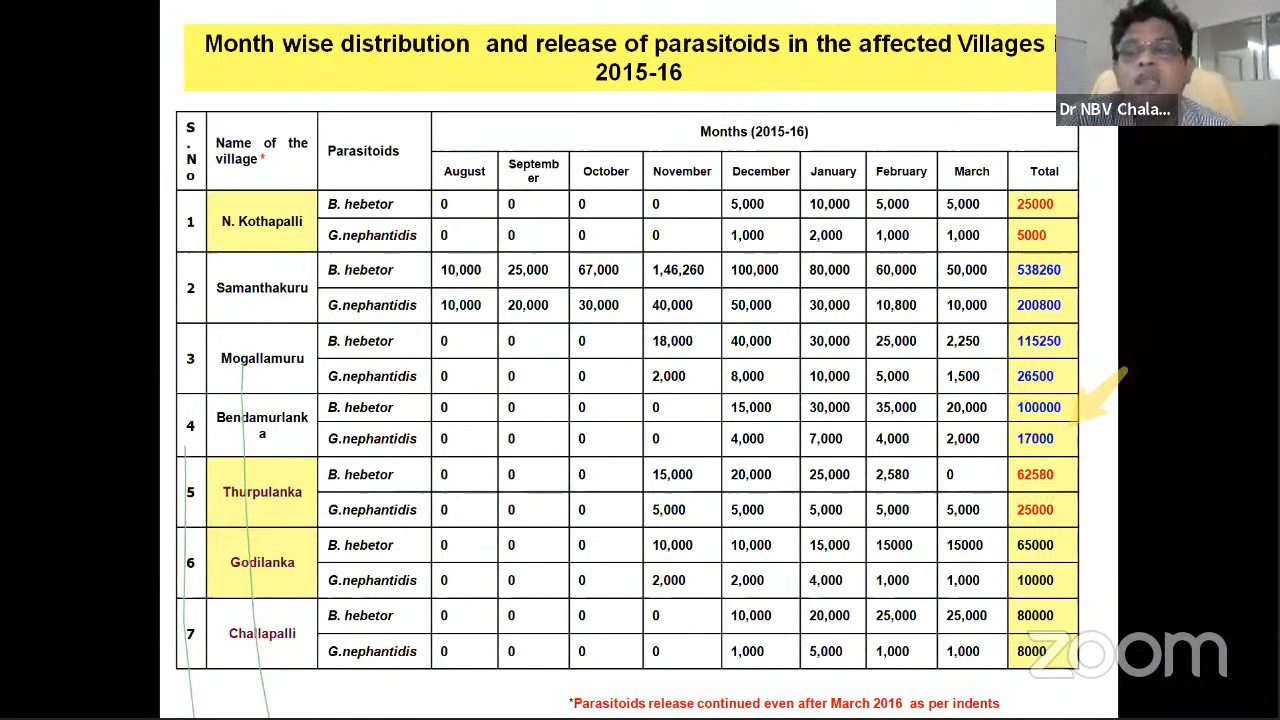 Month wise distribution and release of parasitoids in the affected Villages
2015-16
Dr NBV Chala...
S
.
N
o
Name of the
village *
Parasitoids
Months (2015-16)
August
Septemb
er
October
November
December
January
February
March
Total
1
N. Kothapalli
B. hebetor 0 0 0 0 5,000 10,000 5,000 5,000 25000
G.nephantidis 0 0 0 0 1,000 2,000 1,000 1,000 5000
2
Samanthakuru
B. hebetor 10,000 25,000 67,000 1,46,260 100,000 80,000 60,000 50,000 538260
G.nephantidis 10,000 20,000 30,000 40,000 50,000 30,000 10,800 10,000 200800
3
Mogallamuru
B. hebetor 0 0 0 18,000 40,000 30,000 25,000 2,250 115250
G.nephantidis 0 0 0 2,000 8,000 10,000 5,000 1,500 26500
4
Bendamurlank
a
B. hebetor 0 0 0 0 15,000 30,000 35,000 20,000 100000
G.nephantidis 0 0 0 0 4,000 7,000 4,000 2,000 17000
5
Thurpulanka
B. hebetor 0 0 0 15,000 20,000 25,000 2,580 0 62580
G.nephantidis 0 0 0 5,000 5,000 5,000 5,000 5,000 25000
6
Godilanka
B. hebetor 0 0 0 10,000 10,000 15,000 15000 15000 65000
G.nephantidis 0 0 0 2,000 2,000 4,000 1,000 1,000 10000
7
Challapalli
B. hebetor 0 0 0 0 10,000 20,000 25,000 25,000 80000
G.nephantidis 0 0 0 0 1,000 5,000 1,000 1,000 8000
zoom
*Parasitoids release continued even after March 2016 as per indents